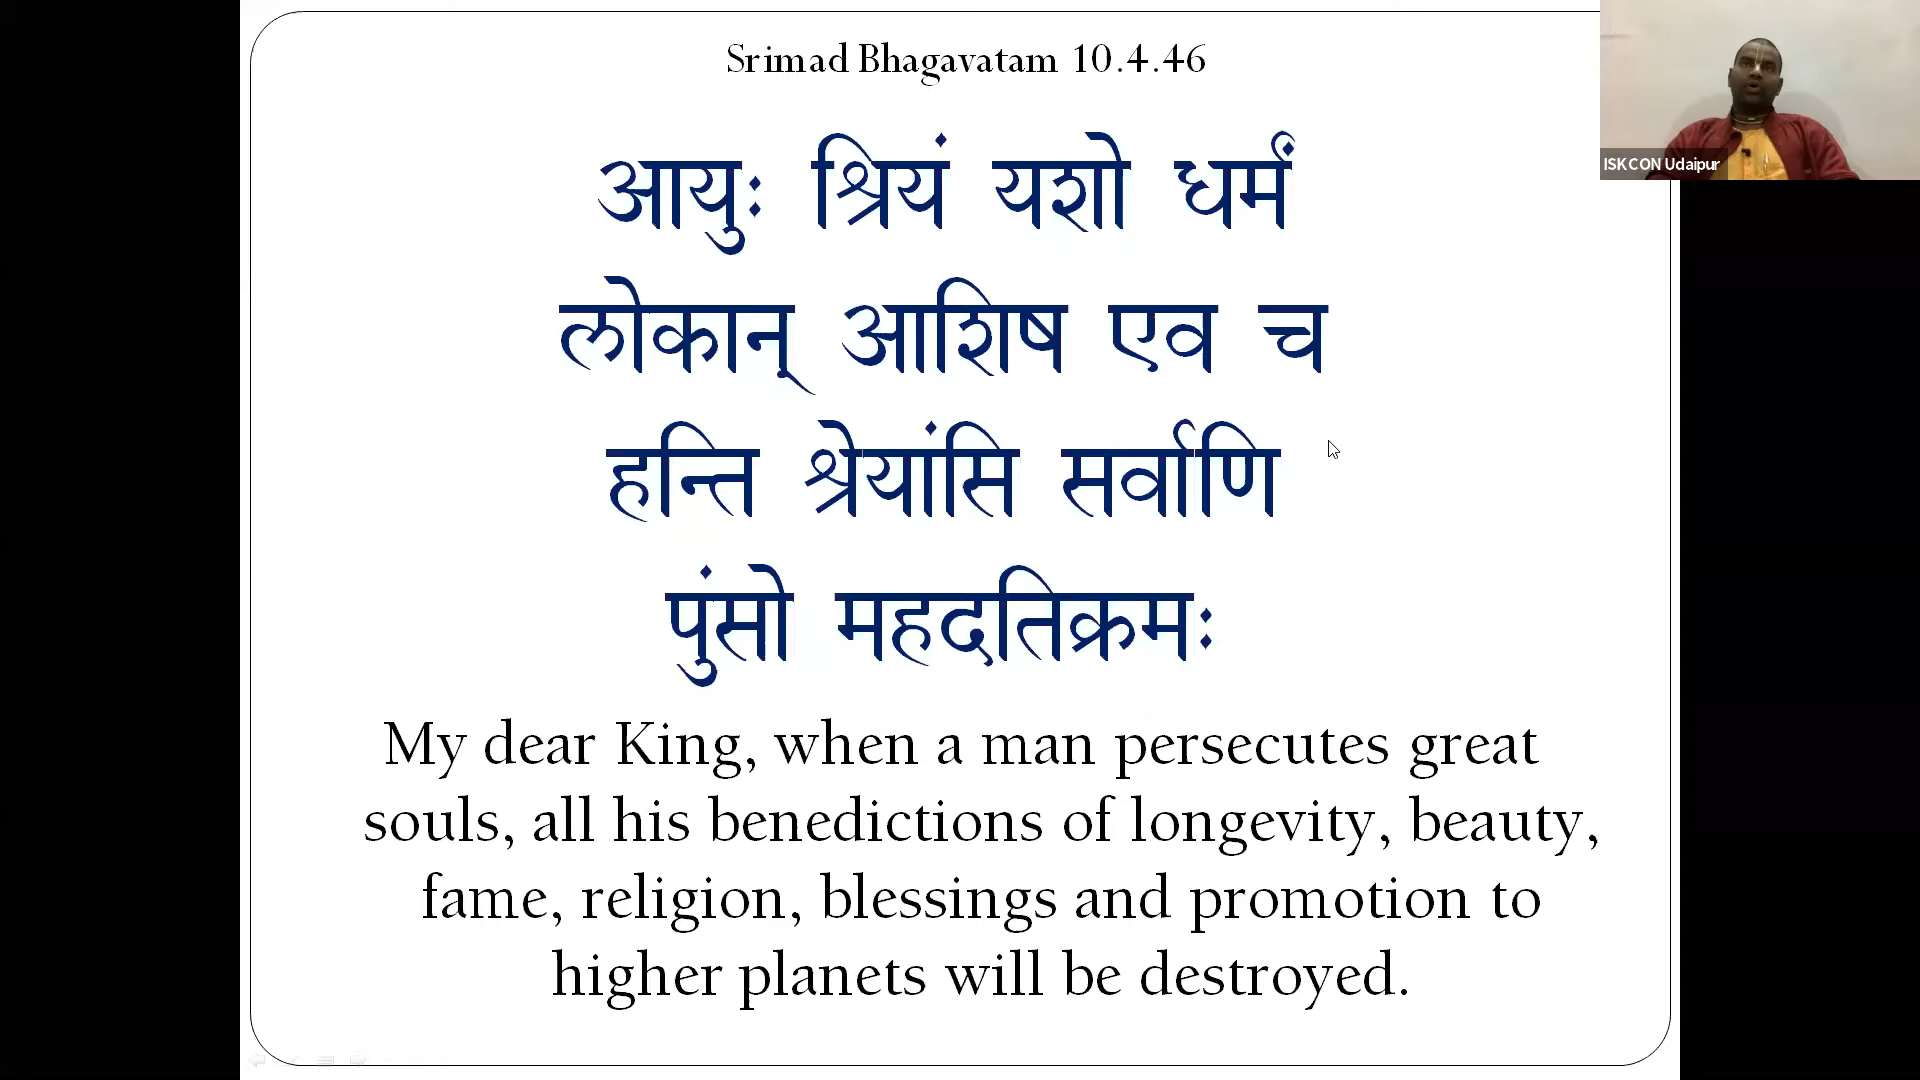 Srimad Bhagavatam 10.4.46
आयुः श्रियं यशो धर्मं
लोकान् आशिष एव च
हन्ति श्रेयांसि सर्वाणि
पुंसो महदतिक्रमः
My dear King, when a man persecutes great
souls, all his benedictions of longevity, beauty,
fame, religion, blessings and promotion to
higher planets will be destroyed.
ISKCON Udaipur